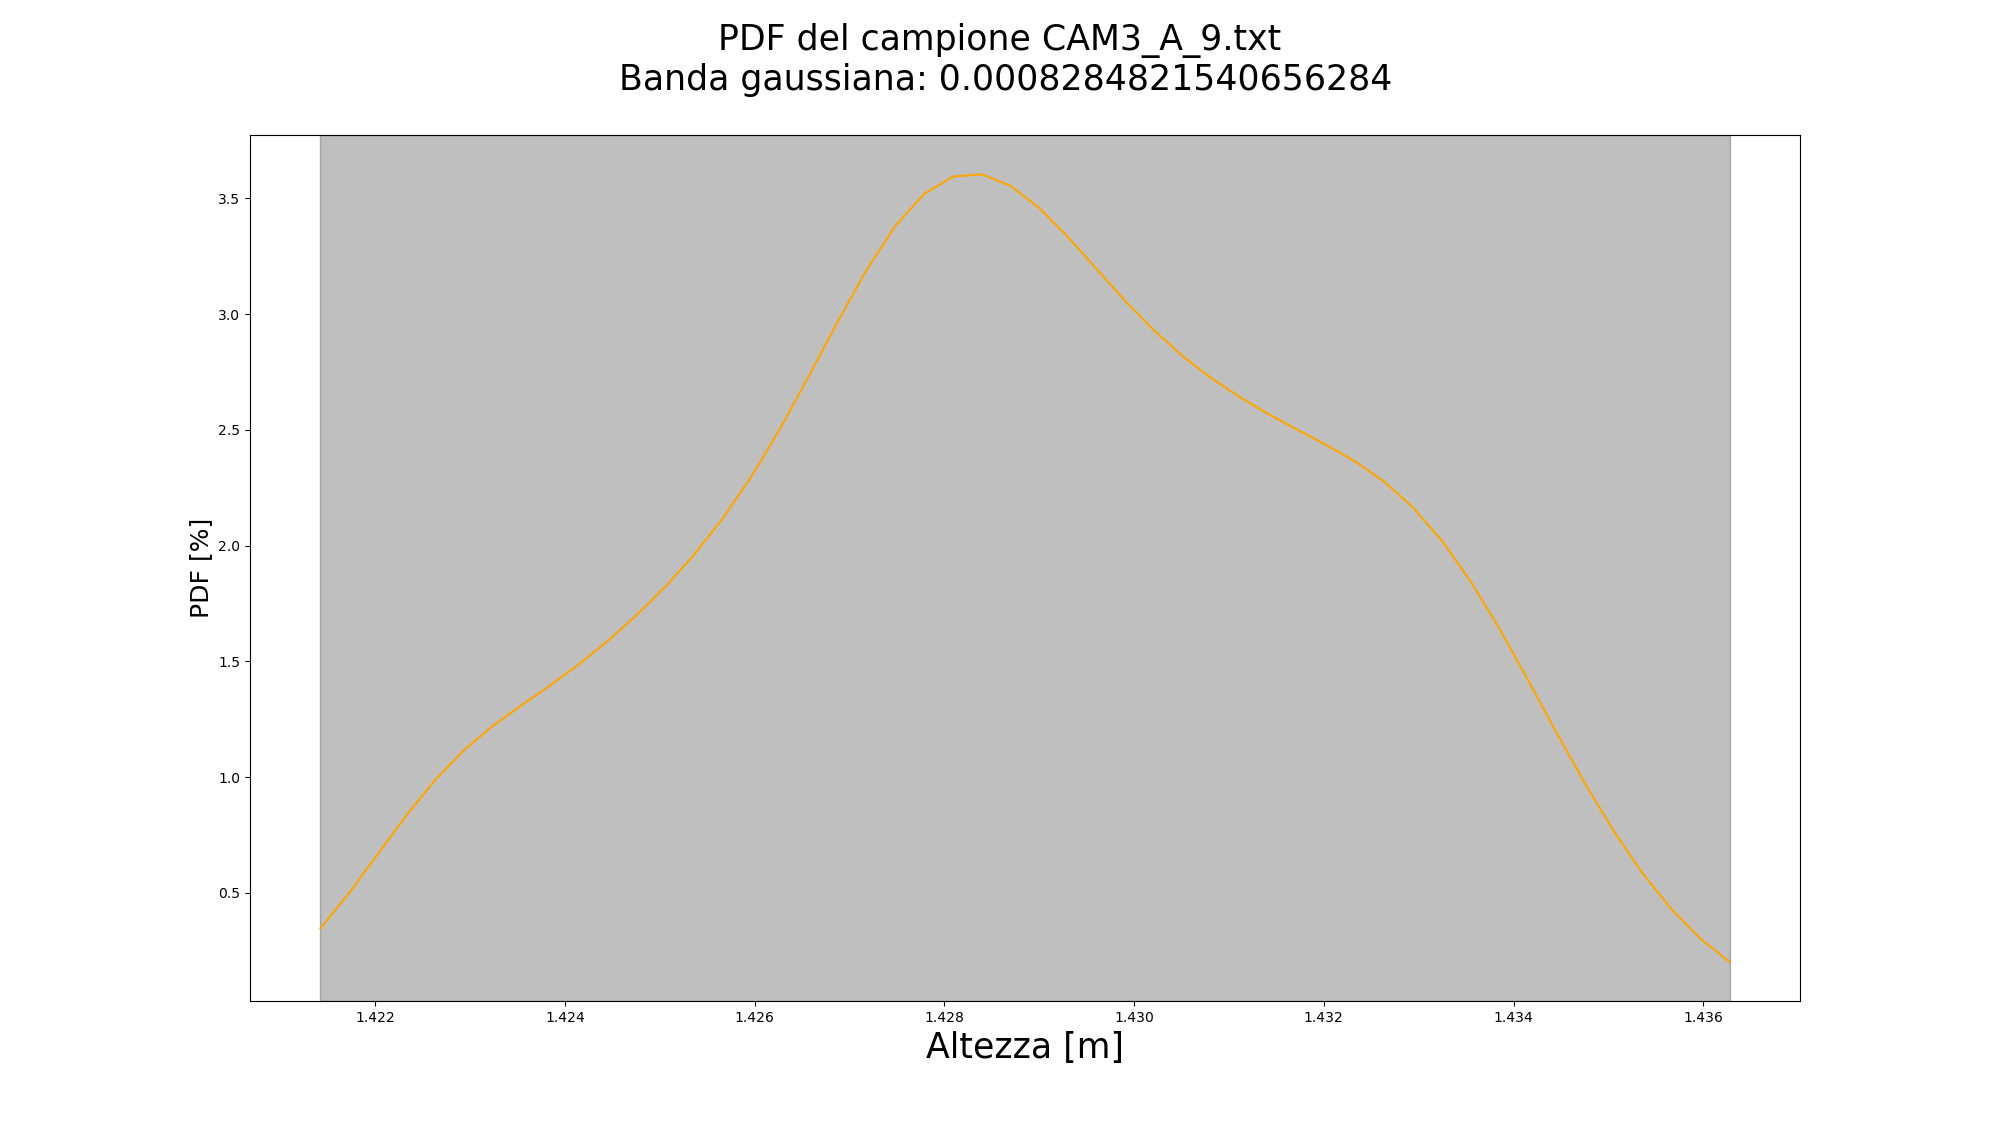 PDF del campione CAM3_A_9.txt
Banda gaussiana: 0.0008284821540656284
3.5
3.0
2.5
2.0
1.5
1.0
0.5
PDF [%]
1.422 1.424 1.426 1.428 1.430 1.432 1.434 1.436
Altezza [m]